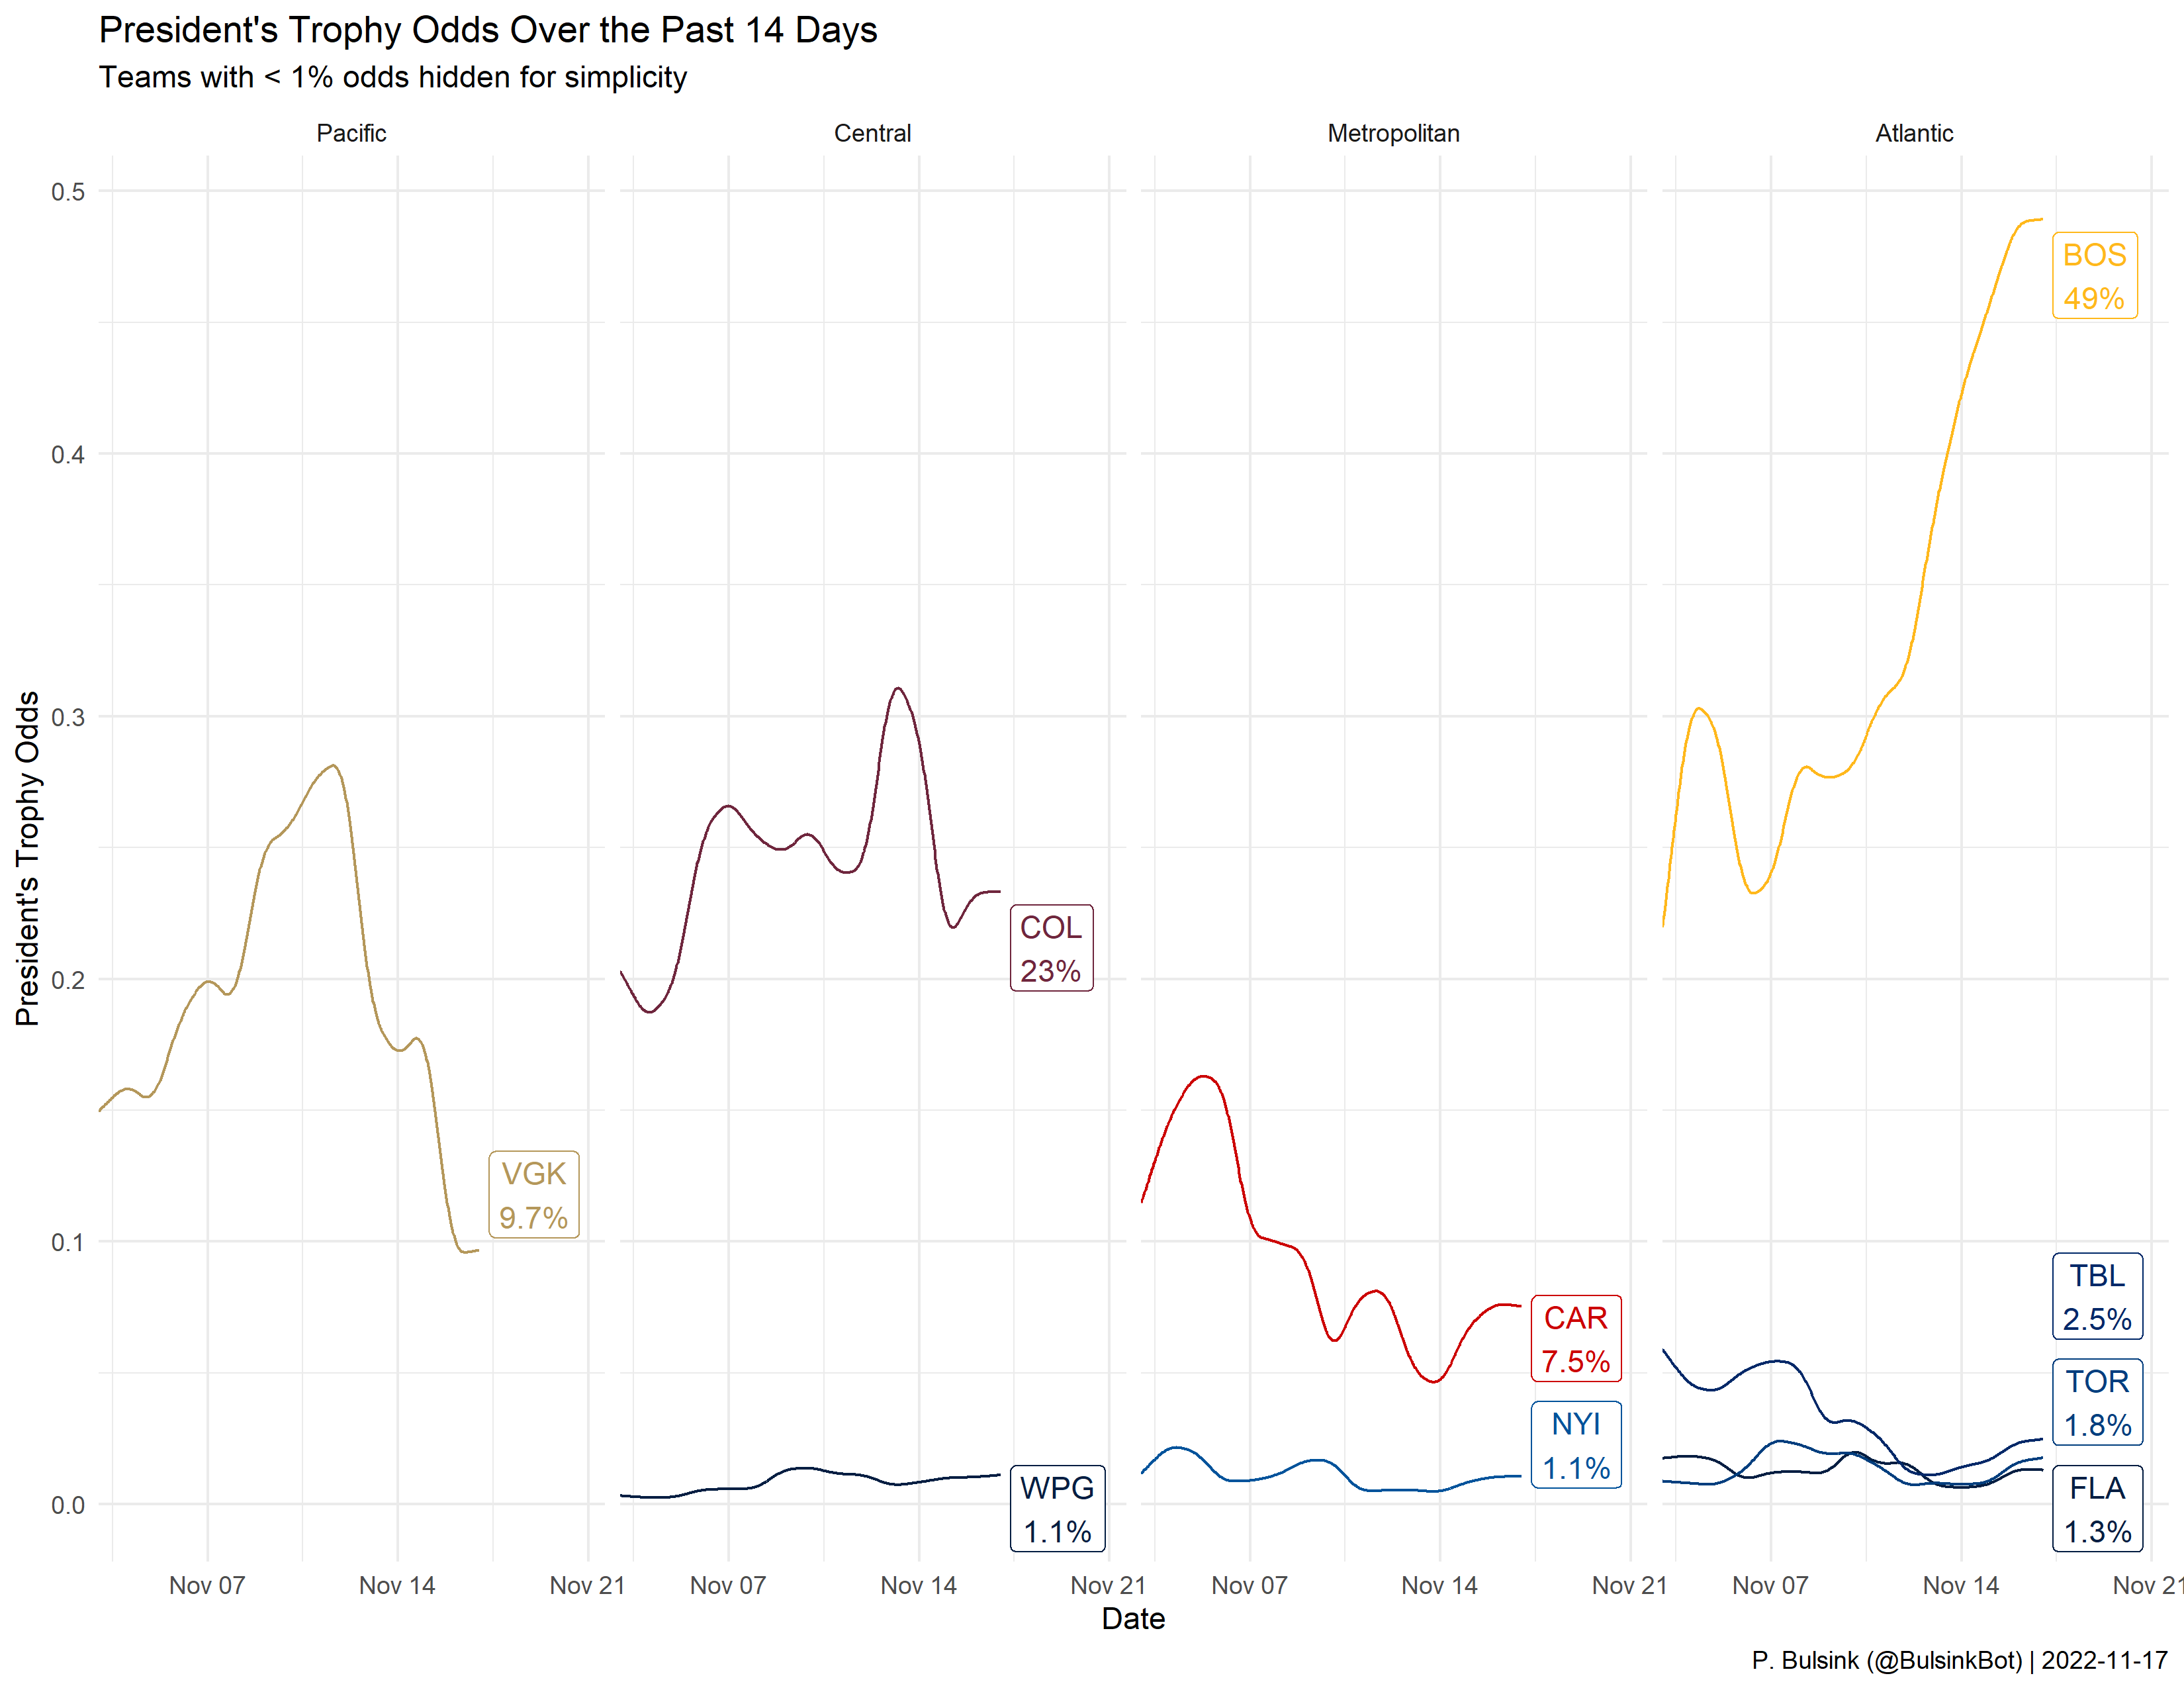 President's Trophy Odds Over the Past 14 Days
Teams with < 1% odds hidden for simplicity
Pacific
Central
Metropolitan
Atlantic
President's Trophy Odds
0.5
0.4
0.3
0.2
0.1
0.0
VGK
9.7%
COL
23%
WPG
1.1%
CAR
7.5%
NYI
1.1%
BOS
49%
TBL
2.5%
TOR
1.8%
FLA
1.3%
Nov 07 Nov 14 Nov 21 Nov 07 Nov 14 Nov 21 Nov 07 Nov 14 Nov 21 Nov 07 Nov 14 Nov 21
Date
P. Bulsink (@BulsinkBot) | 2022-11-17